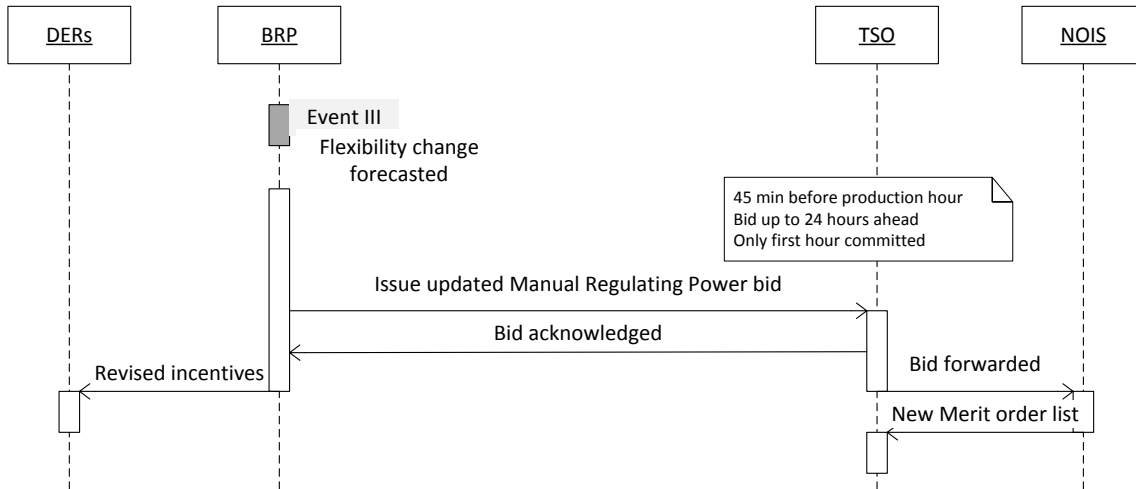 DERs
BRP
TSO
NOIS
Event III
Flexibility change
forecasted
45 min before production hour
Bid up to 24 hours ahead
Only first hour committed
Issue updated Manual Regulating Power bid
Bid acknowledged
Revised incentives
Bid forwarded
New Merit order list